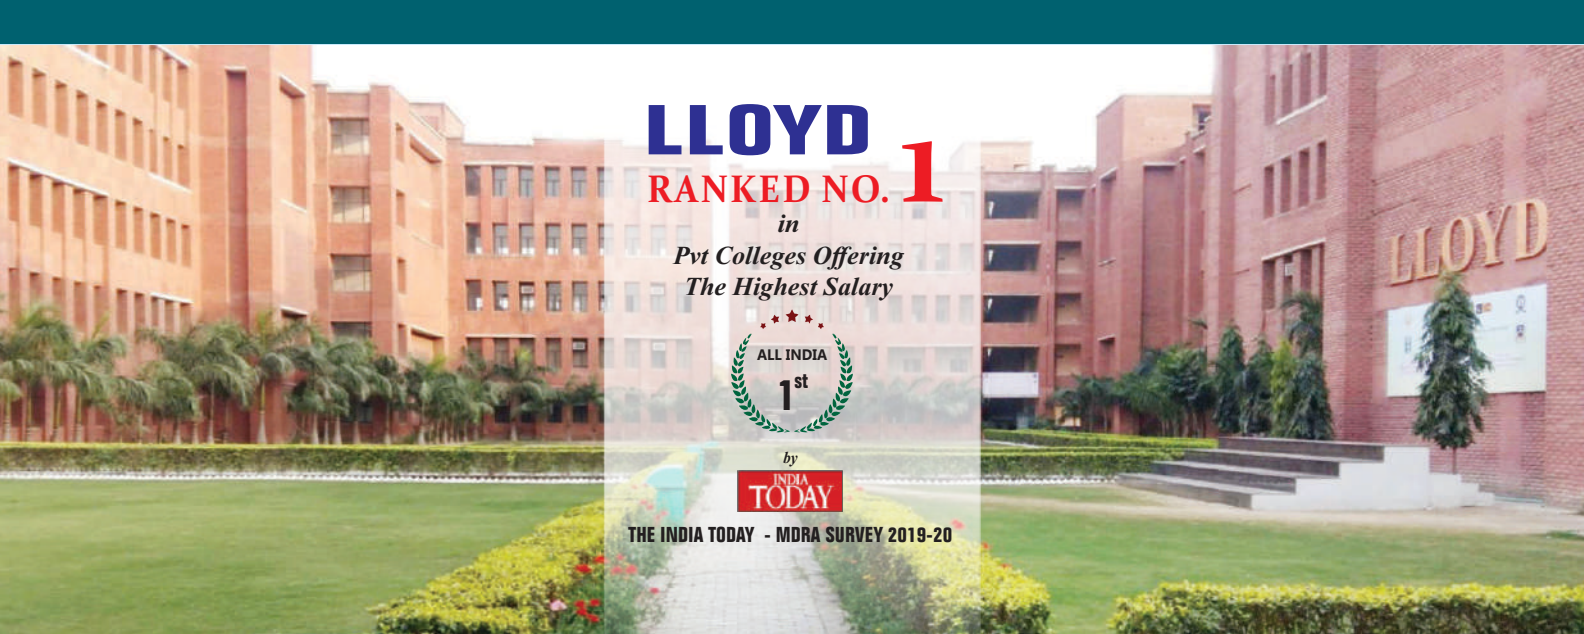 LLOYD
RANKED NO. 1
in
Pvt Colleges Offering
The Highest Salary
ALL INDIA
1st
by
INDIA
TODAY
THE INDIA TODAY - MDRA SURVEY 2019-20
LLOYD